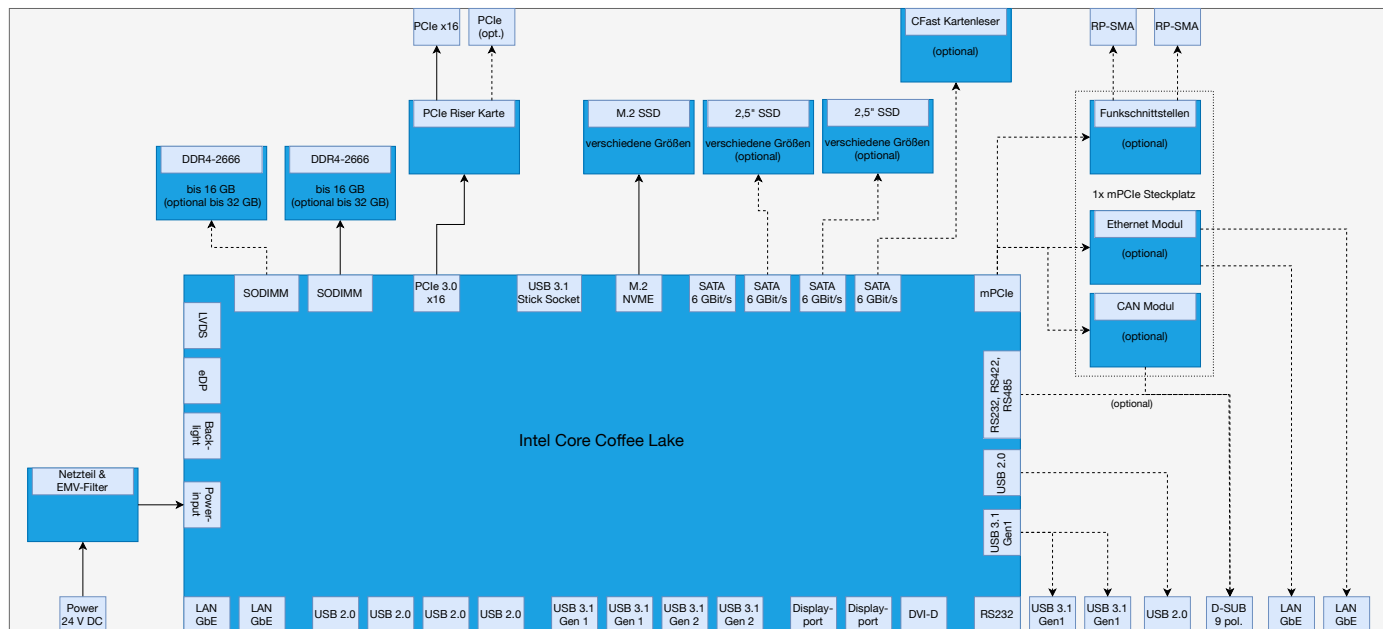 PCIe x16
PCIe
(opt.)
CFast Kartenleser
(optional)
RP-SMA
RP-SMA
PCIe Riser Karte
M.2 SSD
verschiedene Größen
2,5" SSD
verschiedene Größen
(optional)
2,5" SSD
verschiedene Größen
(optional)
Funkschnittstellen
(optional)
DDR4-2666
bis 16 GB
(optional bis 32 GB)
DDR4-2666
bis 16 GB
(optional bis 32 GB)
1x mPCIe Steckplatz
Ethernet Modul
(optional)
CAN Modul
(optional)
(optional)
SODIMM
SODIMM
PCIe 3.0
x16
USB 3.1
Stick Socket
M.2
NVME
SATA
6 GBit/s
SATA
6 GBit/s
SATA
6 GBit/s
SATA
6 GBit/s
mPCIe
LVDS
eDP
Back-
light
Power-
input
Intel Core Coffee Lake
RS232, RS422,
RS485
USB 2.0
USB 3.1
Gen1
Netzteil &
EMV-Filter
Power
24 V DC
LAN
GbE
LAN
GbE
USB 2.0
USB 2.0
USB 2.0
USB 2.0
USB 3.1
Gen 1
USB 3.1
Gen 1
USB 3.1
Gen 2
USB 3.1
Gen 2
Display-
port
Display-
port
DVI-D
RS232
USB 3.1
Gen1
USB 3.1
Gen1
USB 2.0
D-SUB
9 pol.
LAN
GbE
LAN
GbE